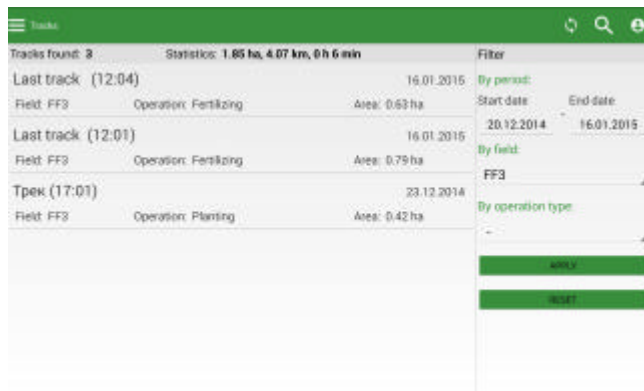 Tracks
Tracks found: 3 Statistics: 1.85 ha, 4.07 km, 0 h 6 min
Last track (12:04) 16.01.2015
Field: FF3 Operation: Fertilizing Area: 0.63 ha
Last track (12:01) 16.01.2015
Field: FF3 Operation: Fertilizing Area: 0.79 ha
Трек (17:01) 23.12.2014
Field: FF3 Operation: Planting Area: 0.42 ha
Filter
By period:
Start date End date
20.12.2014 - 16.01.2015
By field:
FF3
By operation type
-
APPLY
RESET